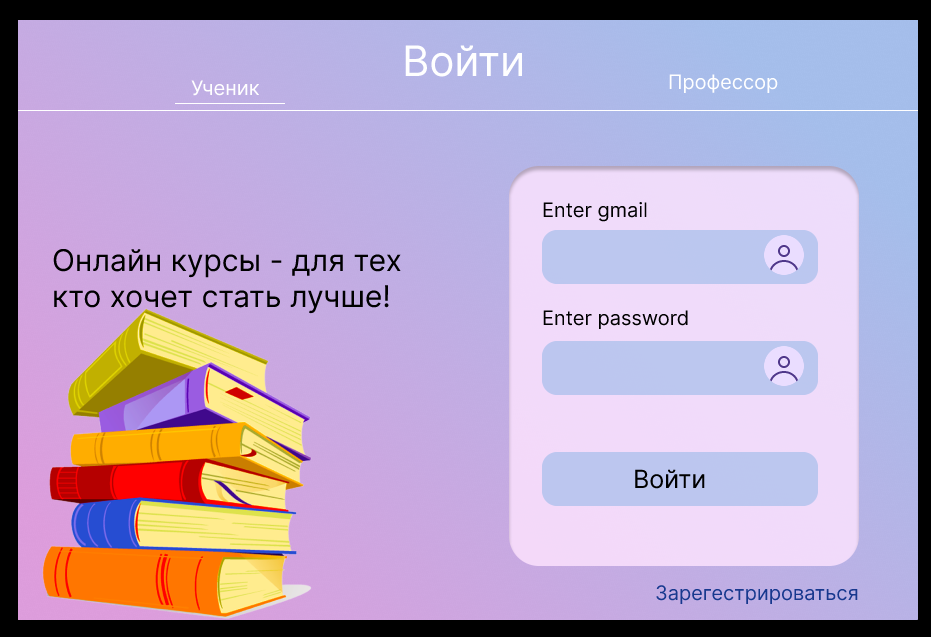 Войти
Ученик
Профессор
Онлайн курсы - для тех
кто хочет стать лучше!
Enter gmail
Enter password
Войти
Зарегестрироваться